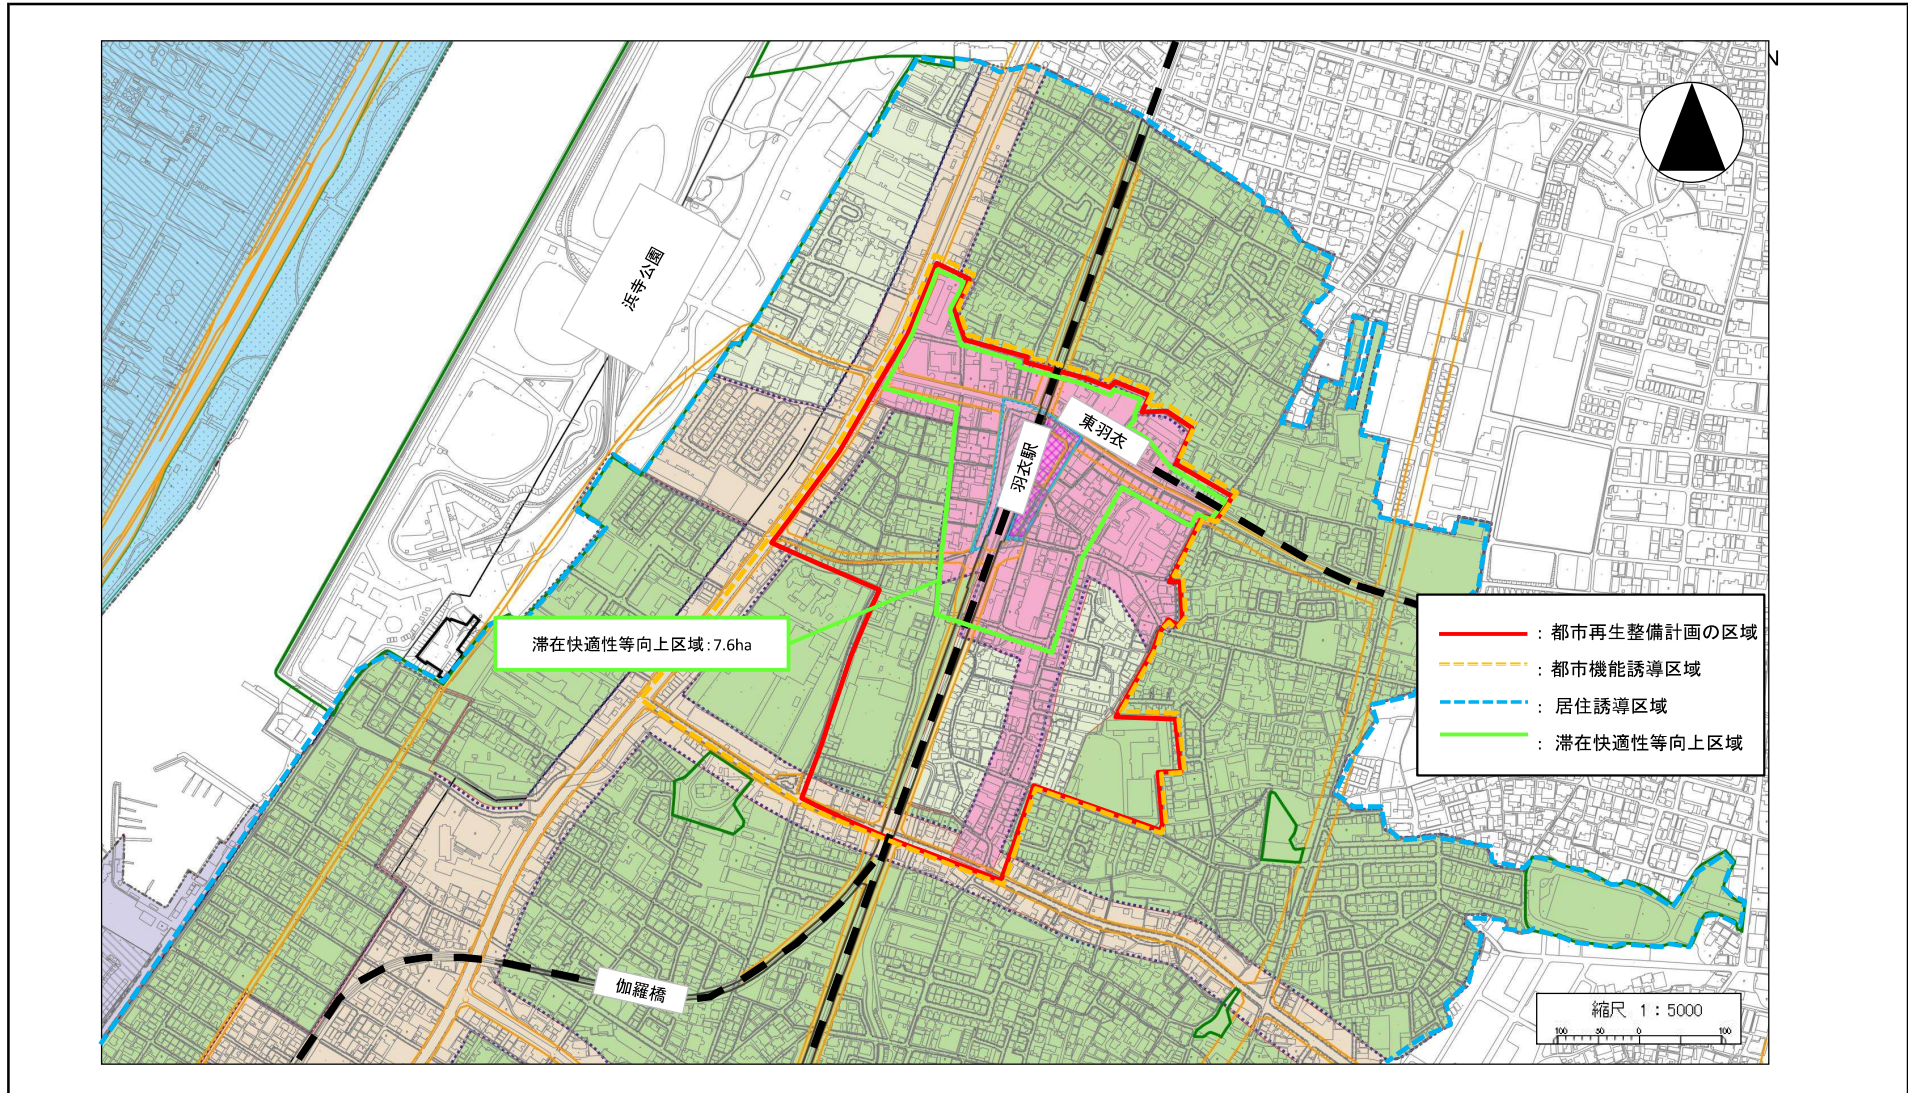 N
浜寺公園
東羽衣
羽衣駅
滞在快適性等向上区域:7.6ha
: 都市再生整備計画の区域
: 都市機能誘導区域
: 居住誘導区域
: 滞在快適性等向上区域
伽羅橋
縮尺 1:5000
100 50 0 100